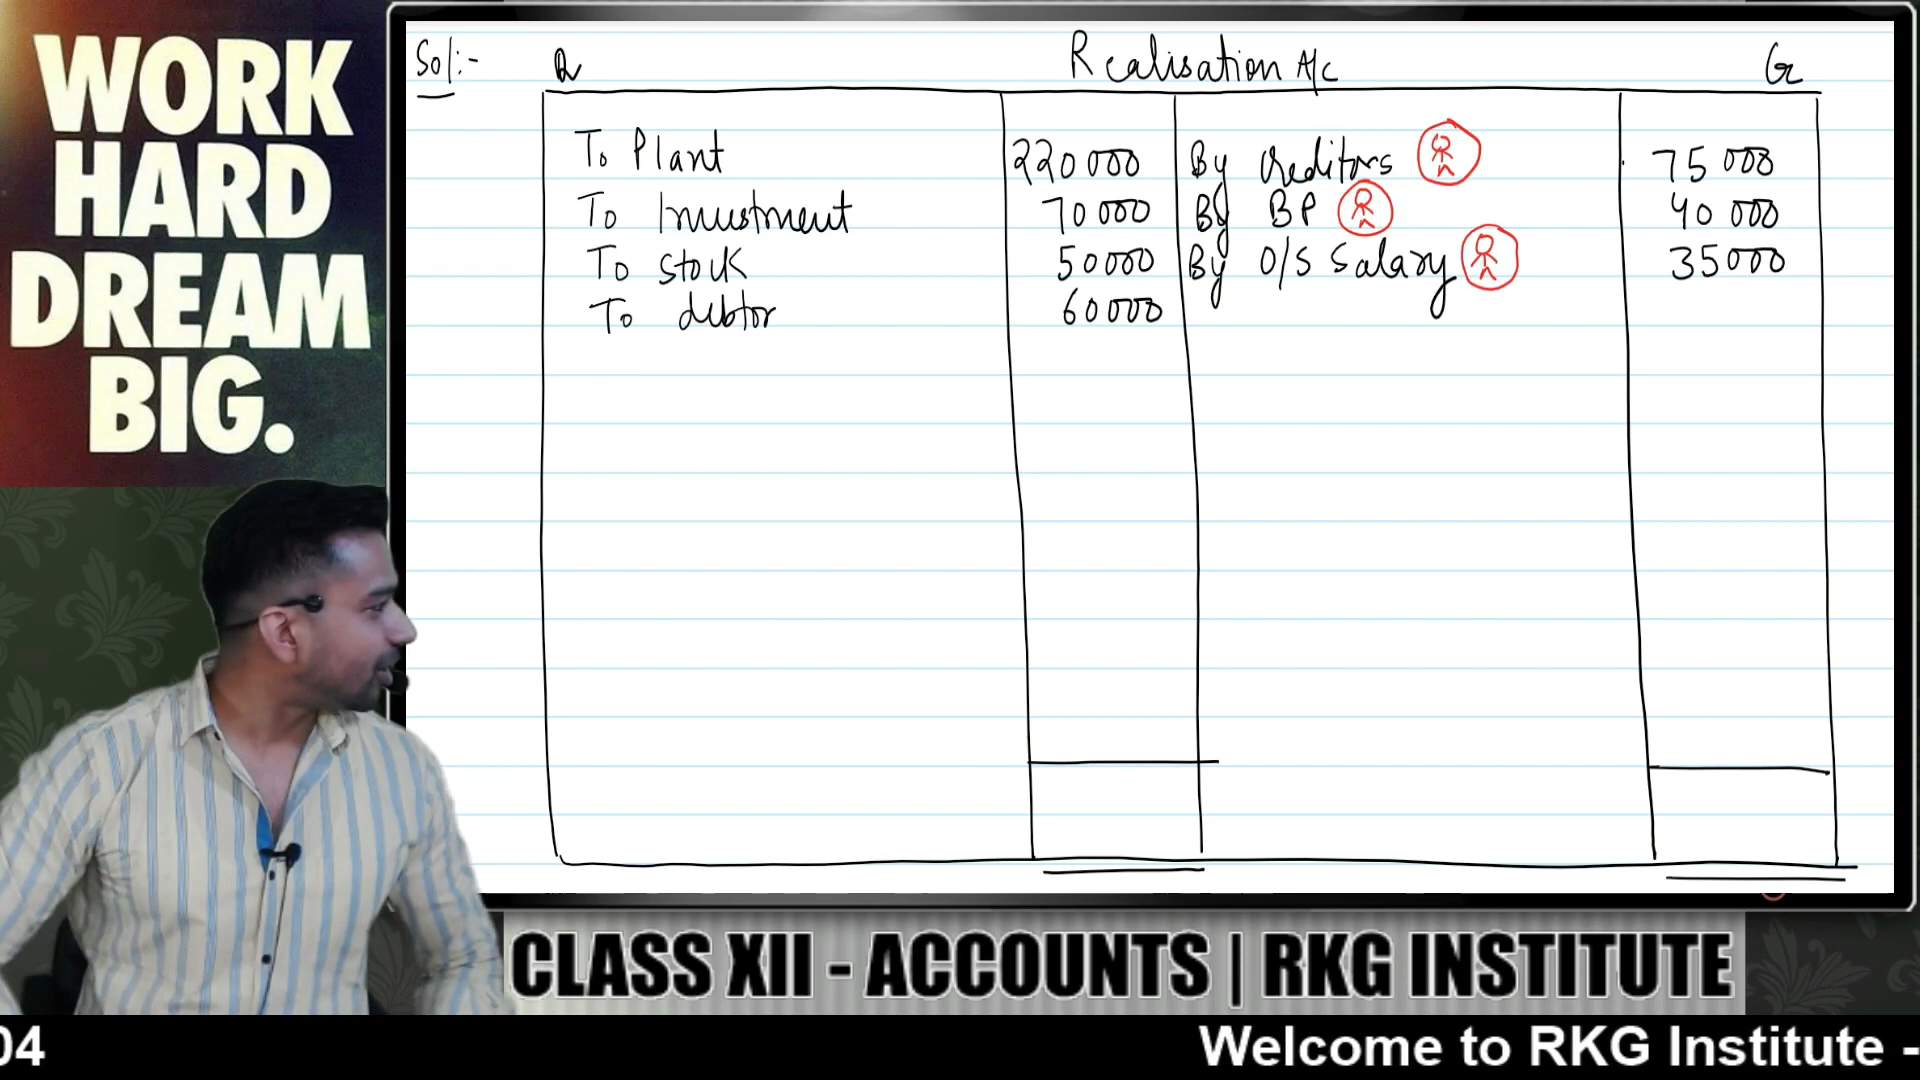 WORK
HARD
DREAM
BIG.
Sol:-
Dr Realisation A/c Cr
To Plant 220000 By Creditors 75000
To Investment 70000 By BP 40000
To stock 50000 By O/S Salary 35000
To debtor 60000
CLASS XII - ACCOUNTS | RKG INSTITUTE
04 Welcome to RKG Institute -